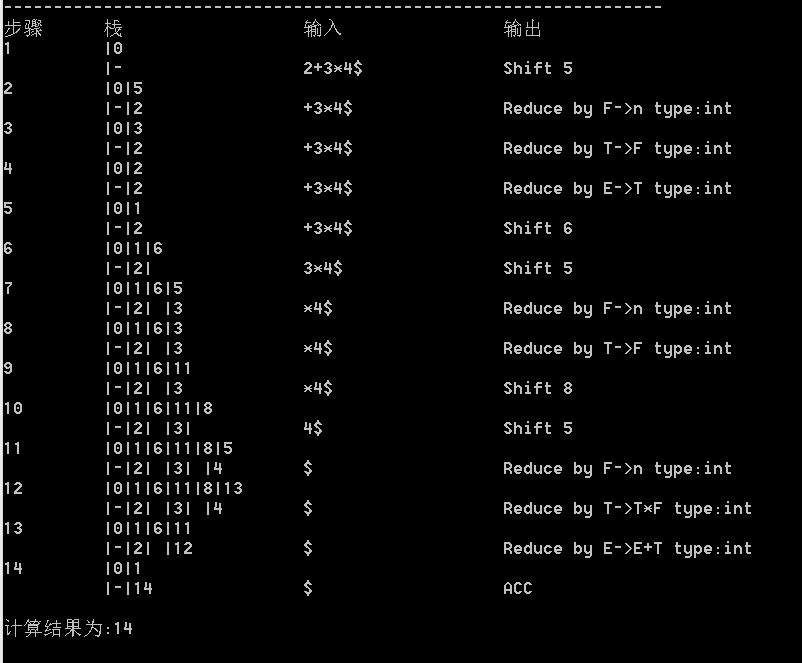 ------------------------------------------------------------------
步骤 栈 输入 输出
1 |0
|- 2+3*4$ Shift 5
2 |0|5
|-|2 +3*4$ Reduce by F->n type:int
3 |0|3
|-|2 +3*4$ Reduce by T->F type:int
4 |0|2
|-|2 +3*4$ Reduce by E->T type:int
5 |0|1
|-|2 +3*4$ Shift 6
6 |0|1|6
|-|2| 3*4$ Shift 5
7 |0|1|6|5
|-|2| |3 *4$ Reduce by F->n type:int
8 |0|1|6|3
|-|2| |3 *4$ Reduce by T->F type:int
9 |0|1|6|11
|-|2| |3 *4$ Shift 8
10 |0|1|6|11|8
|-|2| |3| 4$ Shift 5
11 |0|1|6|11|8|5
|-|2| |3| |4 $ Reduce by F->n type:int
12 |0|1|6|11|8|13
|-|2| |3| |4 $ Reduce by T->T*F type:int
13 |0|1|6|11
|-|2| |12 $ Reduce by E->E+T type:int
14 |0|1
|-|14 $ ACC
计算结果为:14